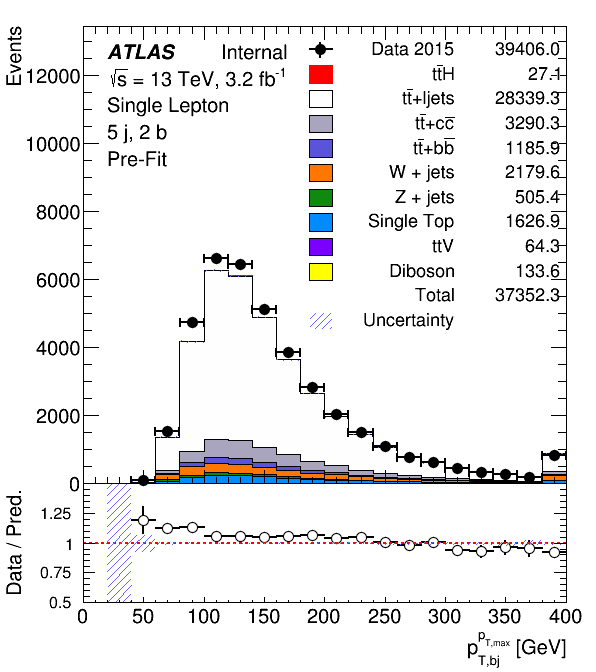 Events
ATLAS Internal
√s = 13 TeV, 3.2 fb⁻¹
Single Lepton
5 j, 2 b
Pre-Fit
Data 2015 39406.0
tt̄H 27.1
tt̄+ljets 28339.3
tt̄+cc̄ 3290.3
tt̄+bb̄ 1185.9
W + jets 2179.6
Z + jets 505.4
Single Top 1626.9
ttV 64.3
Diboson 133.6
Total 37352.3
Uncertainty
12000
10000
8000
6000
4000
2000
0
Data / Pred.
1.25
1
0.75
0.5
0 50 100 150 200 250 300 350 400
p_{T,bj}^{p_{T,max}} [GeV]